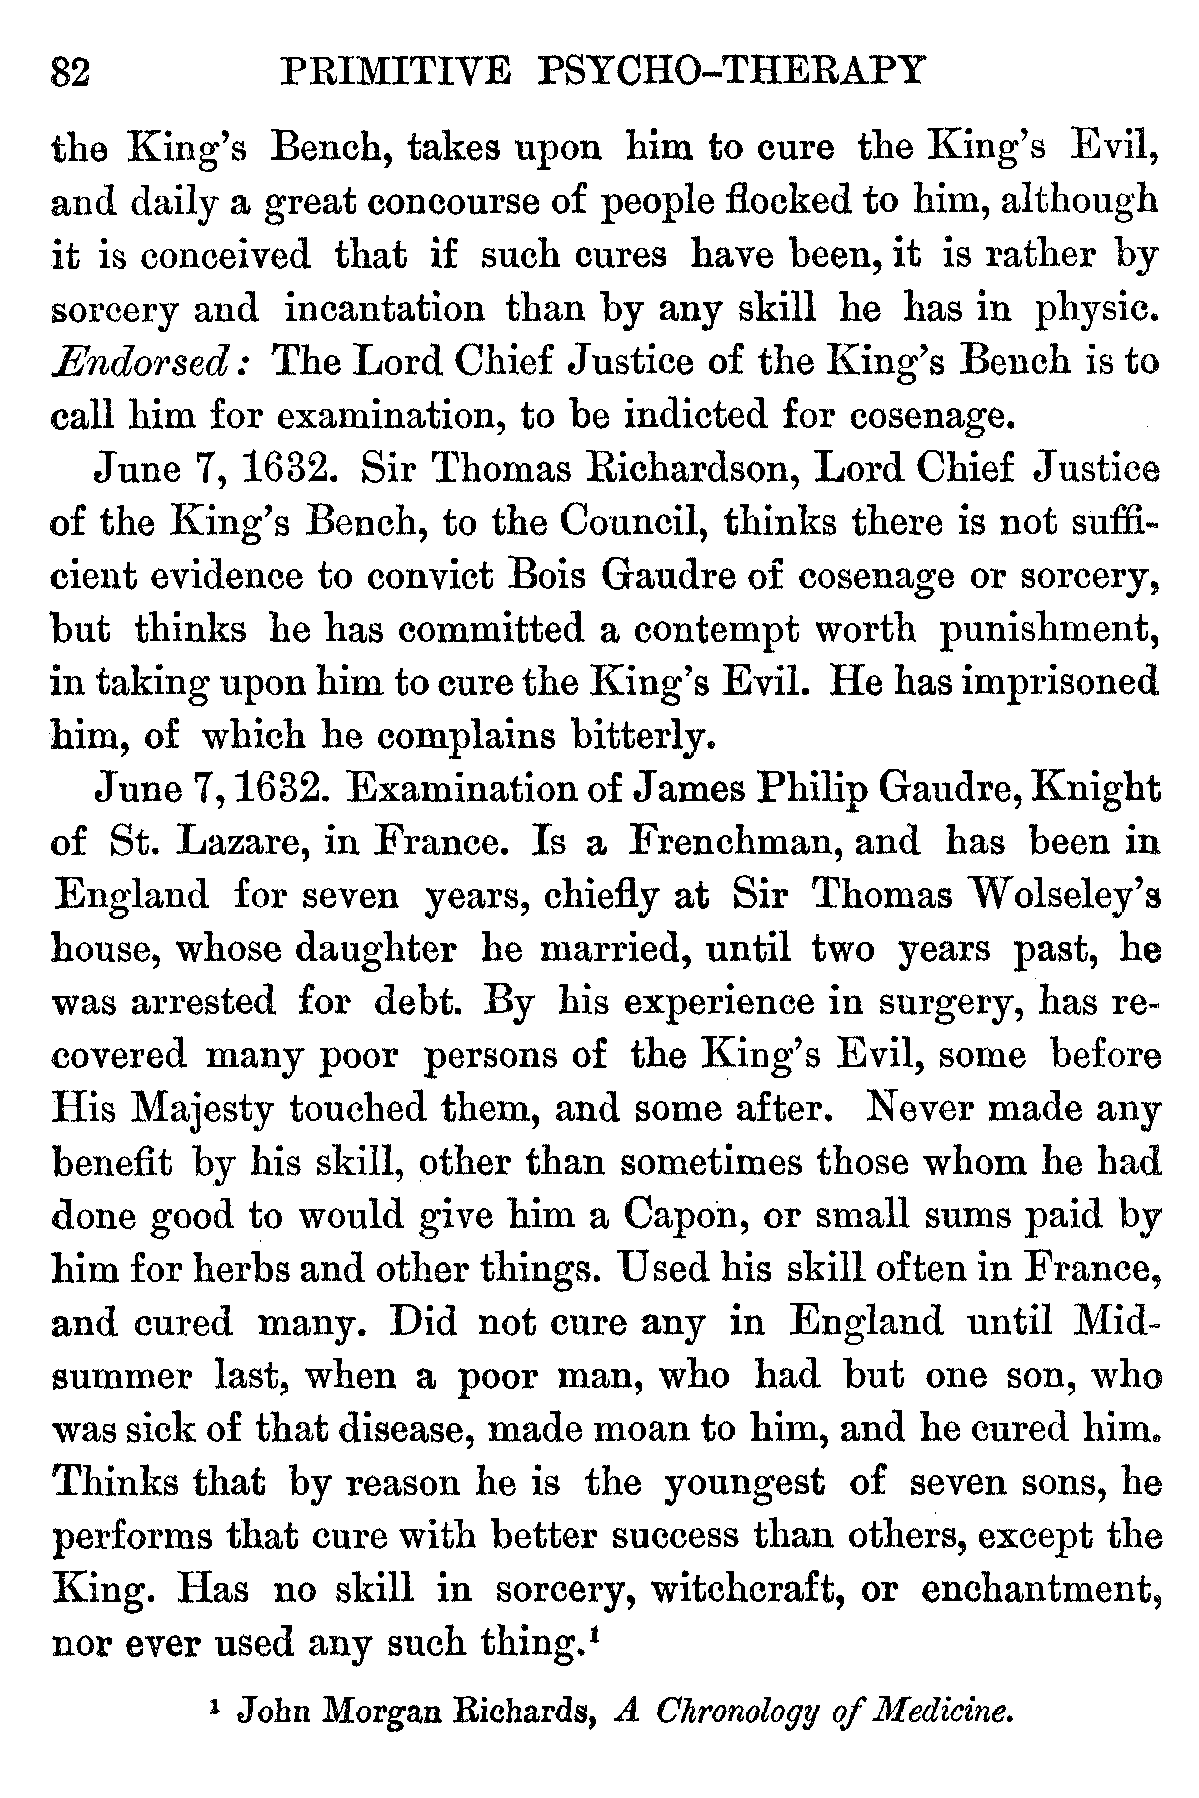 82 PRIMITIVE PSYCHO-THERAPY
the King's Bench, takes upon him to cure the King's Evil,
and daily a great concourse of people flocked to him, although
it is conceived that if such cures have been, it is rather by
sorcery and incantation than by any skill he has in physic.
Endorsed: The Lord Chief Justice of the King's Bench is to
call him for examination, to be indicted for cosenage.
June 7, 1632. Sir Thomas Richardson, Lord Chief Justice
of the King's Bench, to the Council, thinks there is not suffi-
cient evidence to convict Bois Gaudre of cosenage or sorcery,
but thinks he has committed a contempt worth punishment,
in taking upon him to cure the King's Evil. He has imprisoned
him, of which he complains bitterly.
June 7, 1632. Examination of James Philip Gaudre, Knight
of St. Lazare, in France. Is a Frenchman, and has been in
England for seven years, chiefly at Sir Thomas Wolseley's
house, whose daughter he married, until two years past, he
was arrested for debt. By his experience in surgery, has re-
covered many poor persons of the King's Evil, some before
His Majesty touched them, and some after. Never made any
benefit by his skill, other than sometimes those whom he had
done good to would give him a Capon, or small sums paid by
him for herbs and other things. Used his skill often in France,
and cured many. Did not cure any in England until Mid-
summer last, when a poor man, who had but one son, who
was sick of that disease, made moan to him, and he cured him.
Thinks that by reason he is the youngest of seven sons, he
performs that cure with better success than others, except the
King. Has no skill in sorcery, witchcraft, or enchantment,
nor ever used any such thing.¹
¹ John Morgan Richards, A Chronology of Medicine.